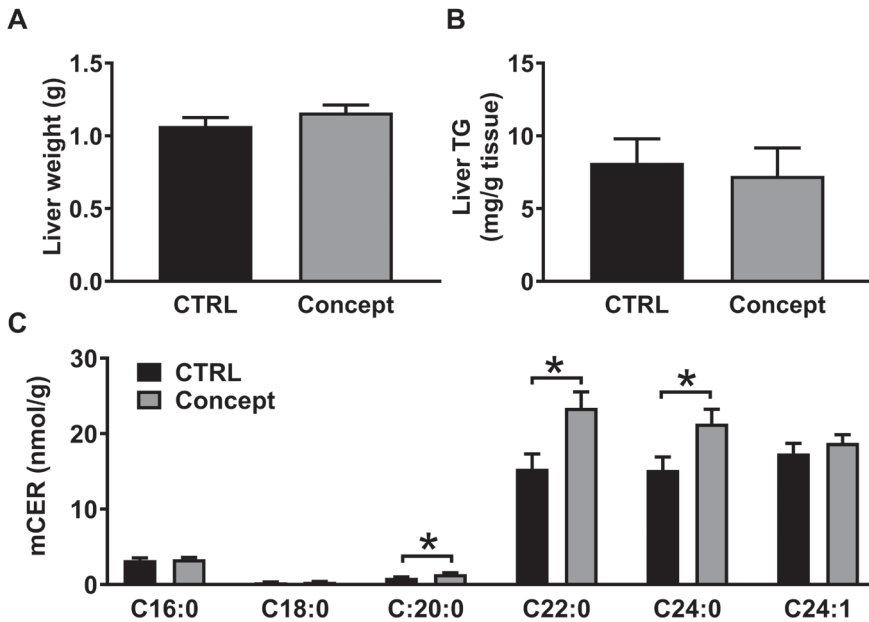 A
Liver weight (g)
1.5
1.0
0.5
0.0
CTRL
Concept
B
Liver TG
(mg/g tissue)
15
10
5
0
CTRL
Concept
C
mCER (nmol/g)
30
20
10
0
CTRL
Concept
*
*
*
C16:0
C18:0
C:20:0
C22:0
C24:0
C24:1